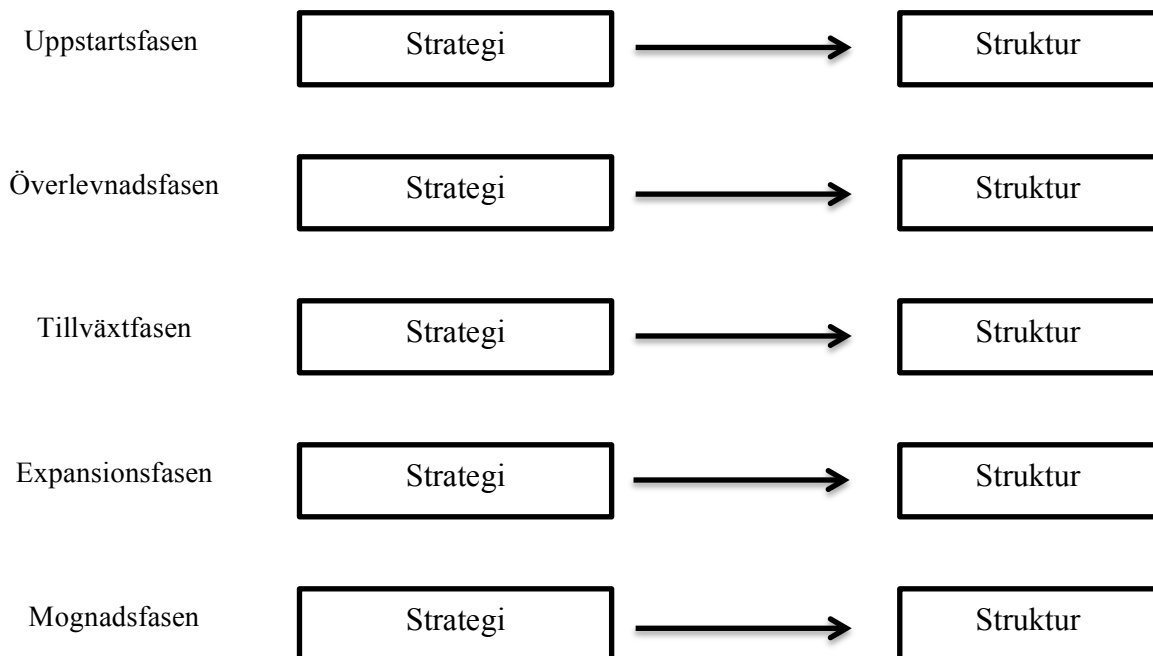 Uppstartsfasen Strategi Struktur
Överlevnadsfasen Strategi Struktur
Tillväxtfasen Strategi Struktur
Expansionsfasen Strategi Struktur
Mognadsfasen Strategi Struktur